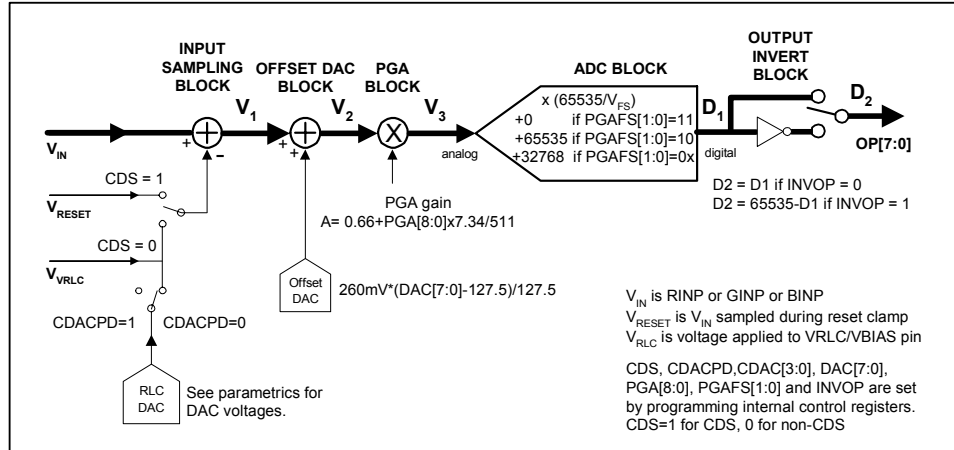 INPUT
SAMPLING
BLOCK
OFFSET DAC
BLOCK
PGA
BLOCK
ADC BLOCK
OUTPUT
INVERT
BLOCK
V1
V2
V3
x (65535/VFS)
+0 if PGAFS[1:0]=11
+65535 if PGAFS[1:0]=10
+32768 if PGAFS[1:0]=0x
D1
D2
VIN
+
+
−
+
+
+
X
analog
digital
OP[7:0]
CDS = 1
VRESET
PGA gain
A= 0.66+PGA[8:0]x7.34/511
D2 = D1 if INVOP = 0
D2 = 65535-D1 if INVOP = 1
CDS = 0
VVRLC
Offset
DAC
260mV*(DAC[7:0]-127.5)/127.5
CDACPD=1
CDACPD=0
VIN is RINP or GINP or BINP
VRESET is VIN sampled during reset clamp
VRLC is voltage applied to VRLC/VBIAS pin
RLC
DAC
See parametrics for
DAC voltages.
CDS, CDACPD,CDAC[3:0], DAC[7:0],
PGA[8:0], PGAFS[1:0] and INVOP are set
by programming internal control registers.
CDS=1 for CDS, 0 for non-CDS